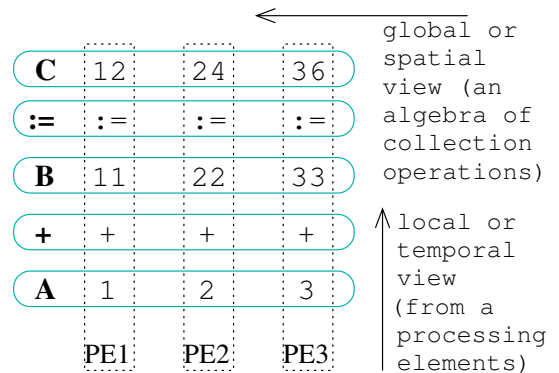 global or
spatial
view (an
algebra of
collection
operations)
C 12 24 36
:= := := :=
B 11 22 33
+ + + +
A 1 2 3
PE1 PE2 PE3
local or
temporal
view
(from a
processing
elements)